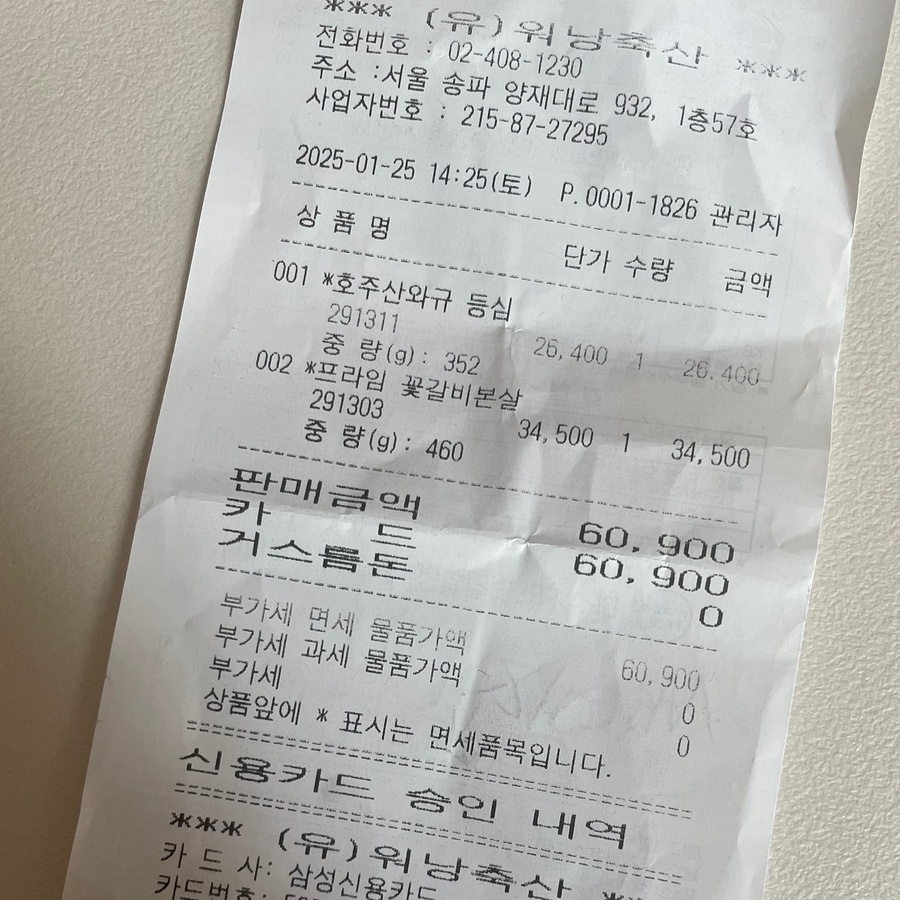 *** (유)워낭축산 ***
전화번호 : 02-408-1230
주소 :서울 송파 양재대로 932, 1층57호
사업자번호 : 215-87-27295
2025-01-25 14:25(토) P.0001-1826 관리자
상 품 명 단가 수량 금액
001 *호주산와규 등심
291311 26,400 1 26,400
중 량(g): 352
002 *프라임 꽃갈비본살
291303 34,500 1 34,500
중 량(g): 460
판매금액 60,900
카 드 60,900
거스름돈 0
부가세 면세 물품가액 60,900
부가세 과세 물품가액 0
부가세 0
상품앞에 * 표시는 면세품목입니다.
신용카드 승인 내역
*** (유)워낭축산 **
카 드 사: 삼성신용카드
카드번호: